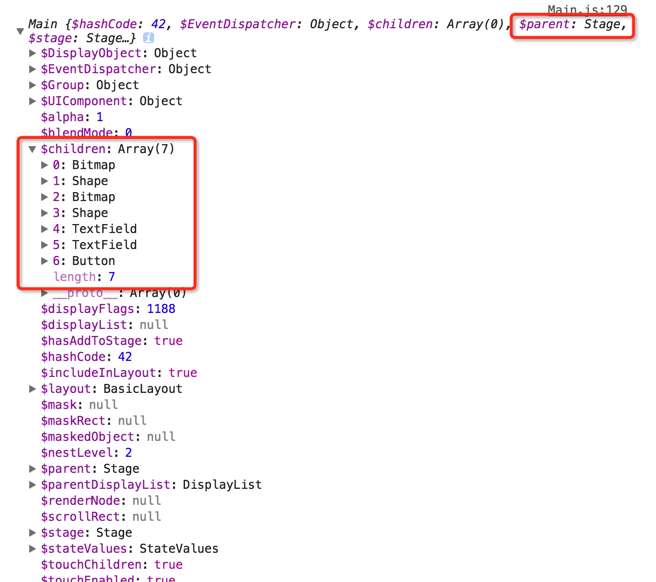 Main.js:129
Main {$hashCode: 42, $EventDispatcher: Object, $children: Array(0), $parent: Stage,
$stage: Stage…} i
$DisplayObject: Object
$EventDispatcher: Object
$Group: Object
$UIComponent: Object
$alpha: 1
$blendMode: 0
$children: Array(7)
0: Bitmap
1: Shape
2: Bitmap
3: Shape
4: TextField
5: TextField
6: Button
length: 7
__proto__: Array(0)
$displayFlags: 1188
$displayList: null
$hasAddToStage: true
$hashCode: 42
$includeInLayout: true
$layout: BasicLayout
$mask: null
$maskRect: null
$maskedObject: null
$nestLevel: 2
$parent: Stage
$parentDisplayList: DisplayList
$renderNode: null
$scrollRect: null
$stage: Stage
$stateValues: StateValues
$touchChildren: true
$touchEnabled: true